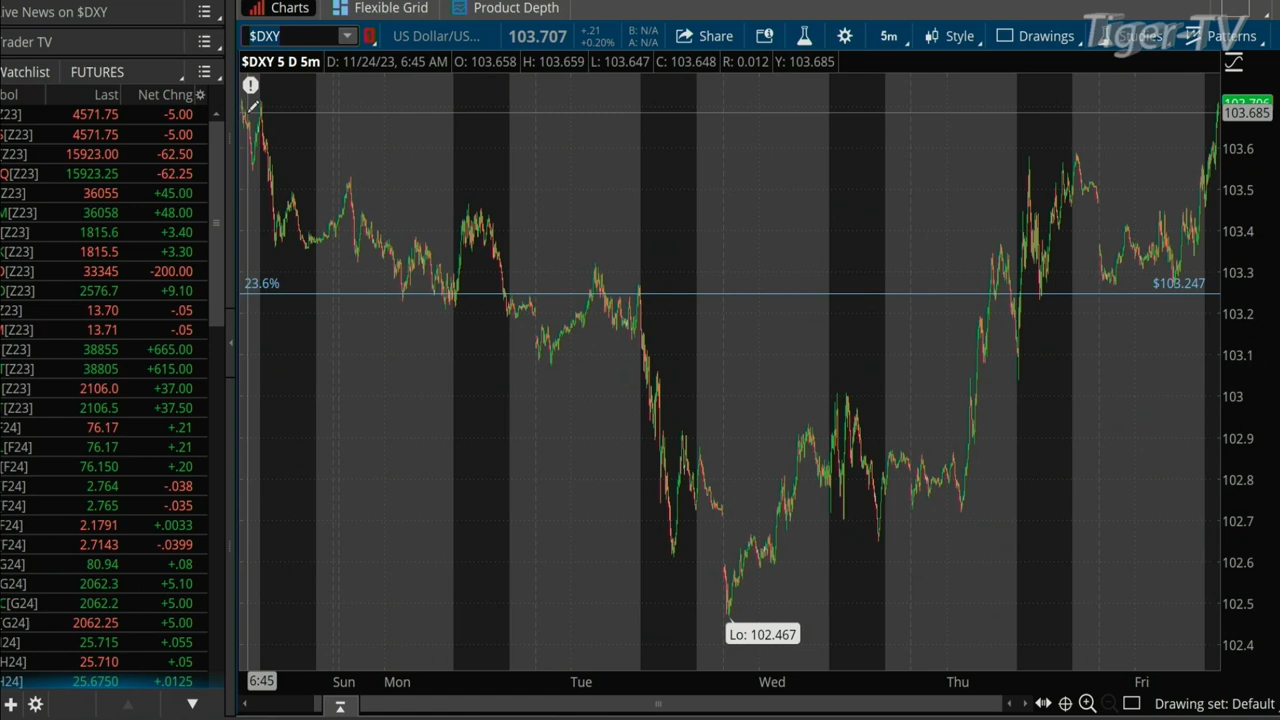 Charts Flexible Grid Product Depth
ive News on $DXY
rader TV
atchlist FUTURES
bol Last Net Chng
Z23] 4571.75 -5.00
S[Z23] 4571.75 -5.00
[Z23] 15923.00 -62.50
Q[Z23] 15923.25 -62.25
[Z23] 36055 +45.00
M[Z23] 36058 +48.00
[Z23] 1815.6 +3.40
[Z23] 1815.5 +3.30
[Z23] 33345 -200.00
[Z23] 2576.7 +9.10
Z23] 13.70 -.05
[Z23] 13.71 -.05
[Z23] 38855 +665.00
[Z23] 38805 +615.00
[Z23] 2106.0 +37.00
[Z23] 2106.5 +37.50
F24] 76.17 +.21
[F24] 76.17 +.21
[F24] 76.150 +.20
F24] 2.764 -.038
F24] 2.765 -.035
F24] 2.1791 +.0033
F24] 2.7143 -.0399
G24] 80.94 +.08
G24] 2062.3 +5.10
C[G24] 2062.2 +5.00
G24] 2062.25 +5.00
H24] 25.715 +.055
H24] 25.710 +.05
H24] 25.6750 +.0125
$DXY US Dollar/US... 103.707 +.21 +0.20% B: N/A A: N/A Share 5m Style Drawings Studies Patterns
Tiger-TV
$DXY 5 D 5m D: 11/24/23, 6:45 AM O: 103.658 H: 103.659 L: 103.647 C: 103.648 R: 0.012 Y: 103.685
103.706
103.685
103.6
103.5
103.4
103.3
23.6% $103.247
103.2
103.1
103
102.9
102.8
102.7
102.6
102.5
102.4
Lo: 102.467
6:45 Sun Mon Tue Wed Thu Fri
Drawing set: Default